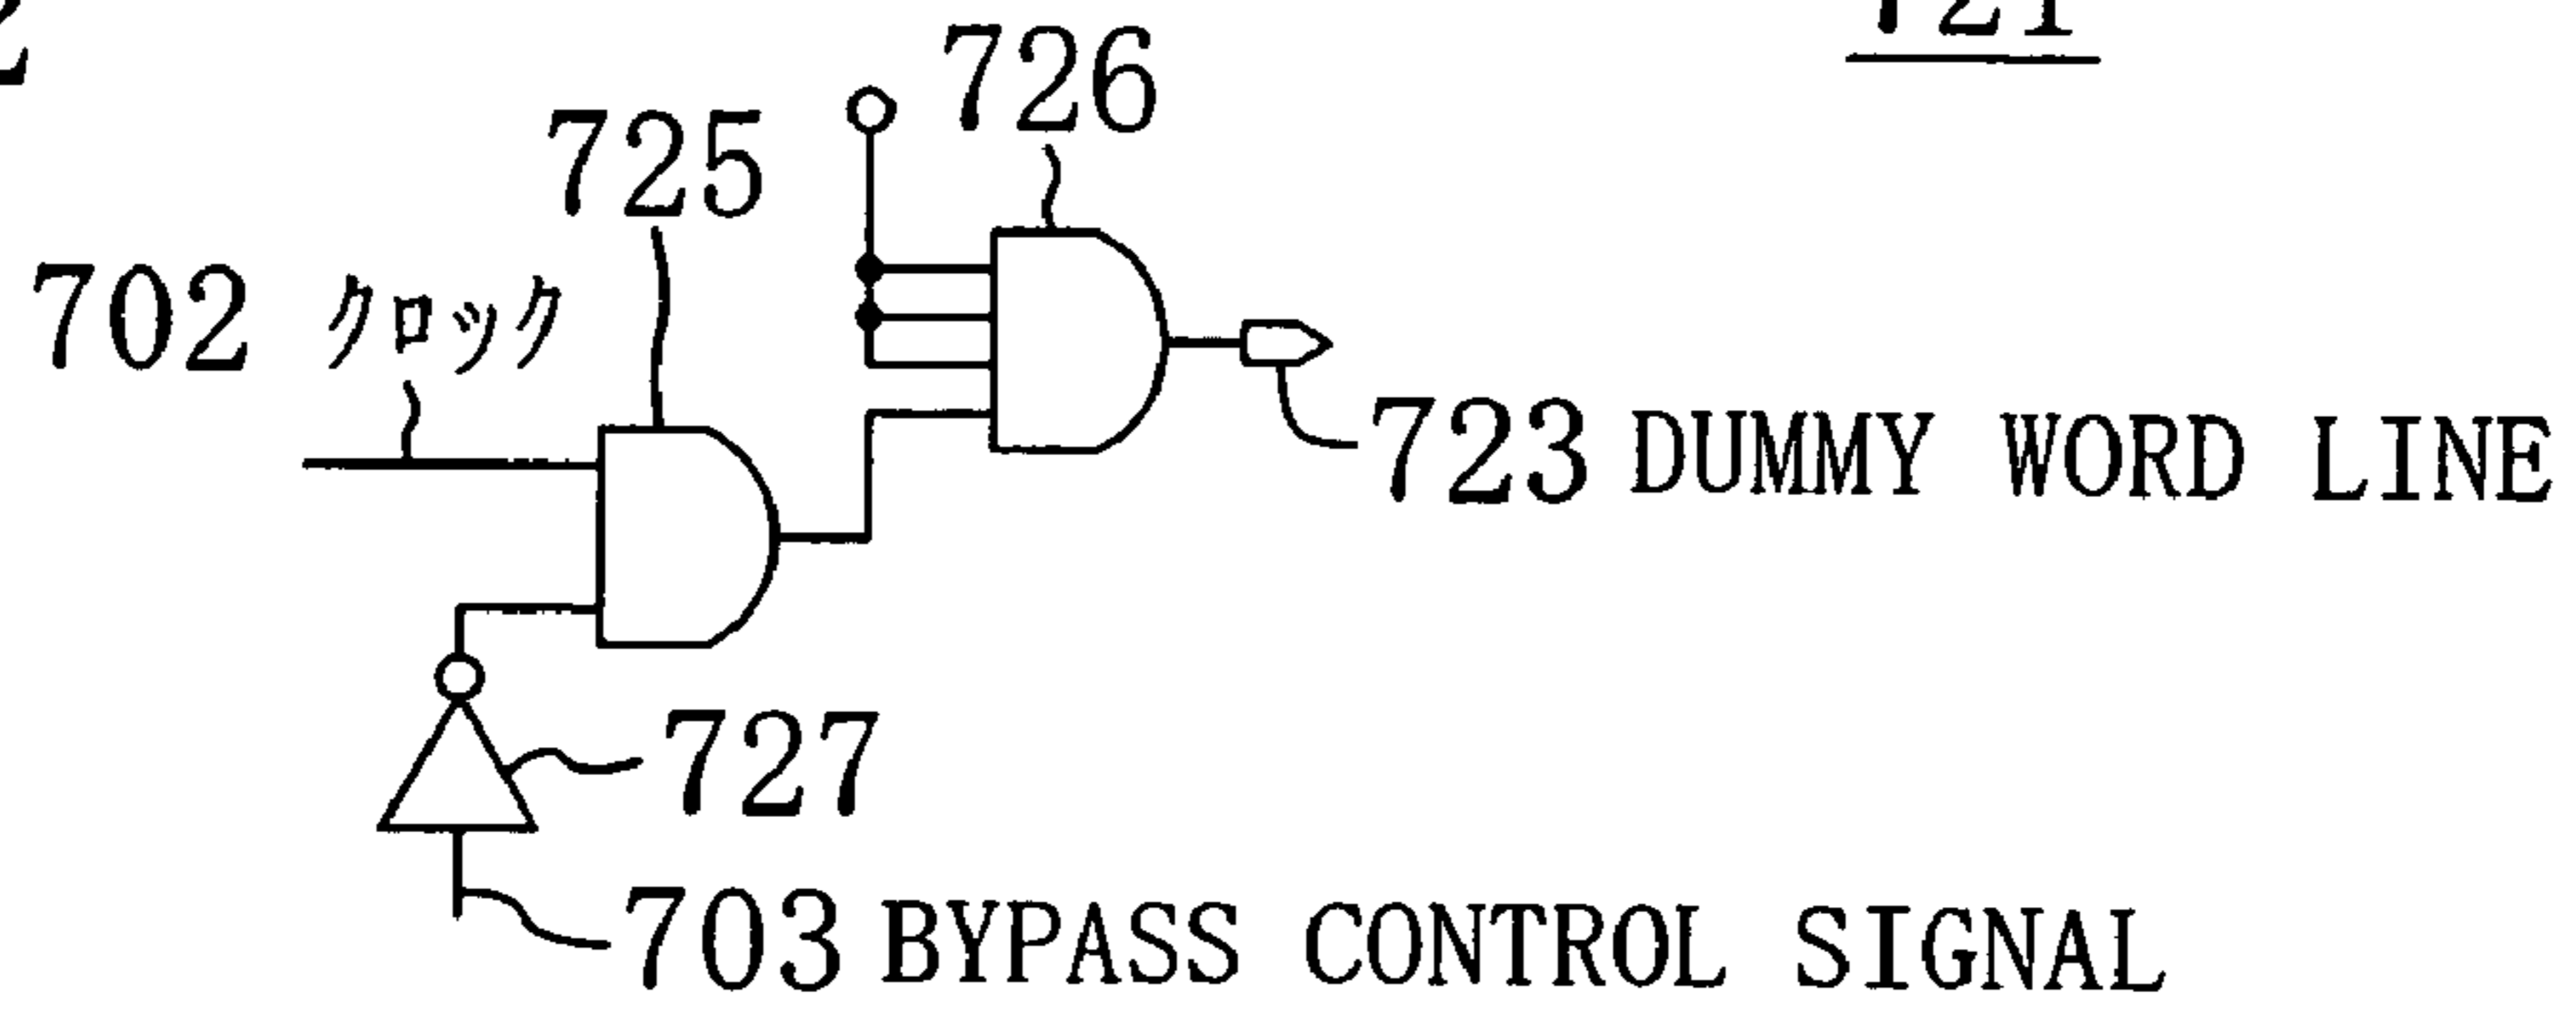 726
725
702 クロック
723 DUMMY WORD LINE
727
703 BYPASS CONTROL SIGNAL